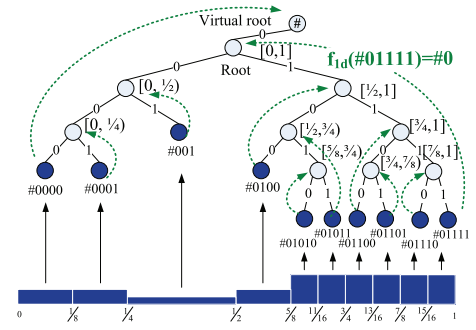 Virtual root #
0
[0,1] f1d(#01111)=#0
Root
0 1
[0, ½) [½,1]
0 1 0 1
[0, ¼) #001 [½,¾) [¾,1]
0 1 0 1 0 1
[⅝,¾) [¾,⅞) [⅞,1]
#0000 #0001 #0100
0 1 0 1 0 1
#01010 #01011 #01100 #01101 #01110 #01111
0 1/8 1/4 1/2 5/8 11/16 3/4 13/16 7/8 15/16 1